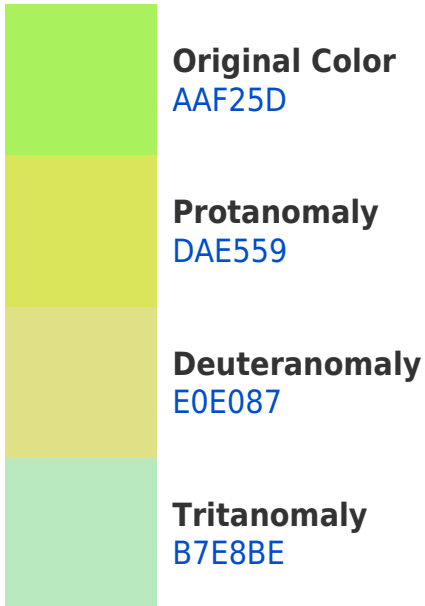 Original Color
AAF25D
Protanomaly
DAE559
Deuteranomaly
E0E087
Tritanomaly
B7E8BE